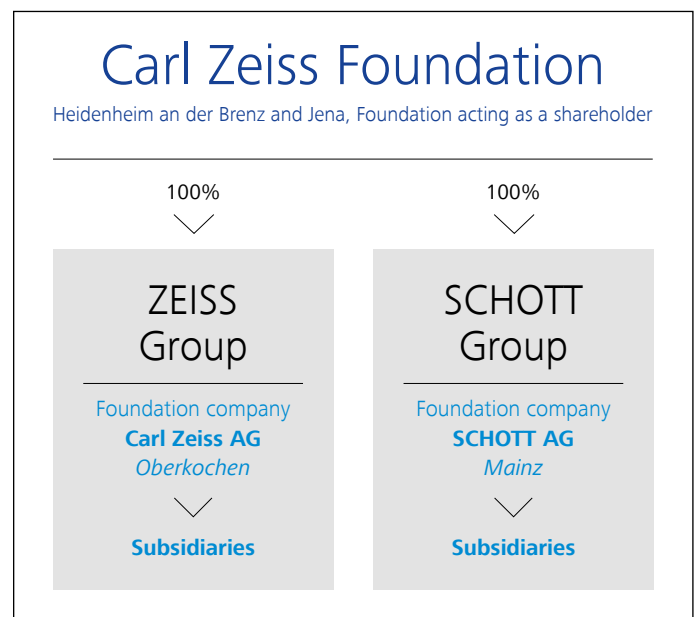 Carl Zeiss Foundation
Heidenheim an der Brenz and Jena, Foundation acting as a shareholder
100%
100%
ZEISS
Group
Foundation company
Carl Zeiss AG
Oberkochen
Subsidiaries
SCHOTT
Group
Foundation company
SCHOTT AG
Mainz
Subsidiaries